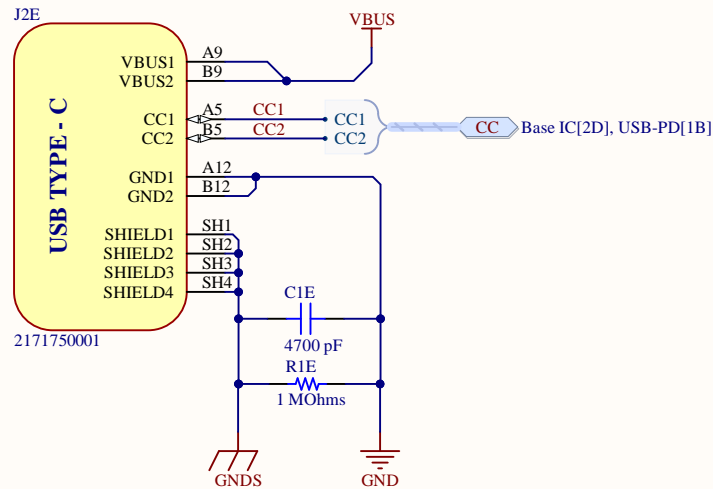 J2E
VBUS
VBUS1 A9
VBUS2 B9
USB TYPE - C
CC1 A5 CC1 CC1
CC2 B5 CC2 CC2
CC Base IC[2D], USB-PD[1B]
GND1 A12
GND2 B12
SHIELD1 SH1
SHIELD2 SH2
SHIELD3 SH3
SHIELD4 SH4
C1E
4700 pF
2171750001
R1E
1 MOhms
GNDS
GND